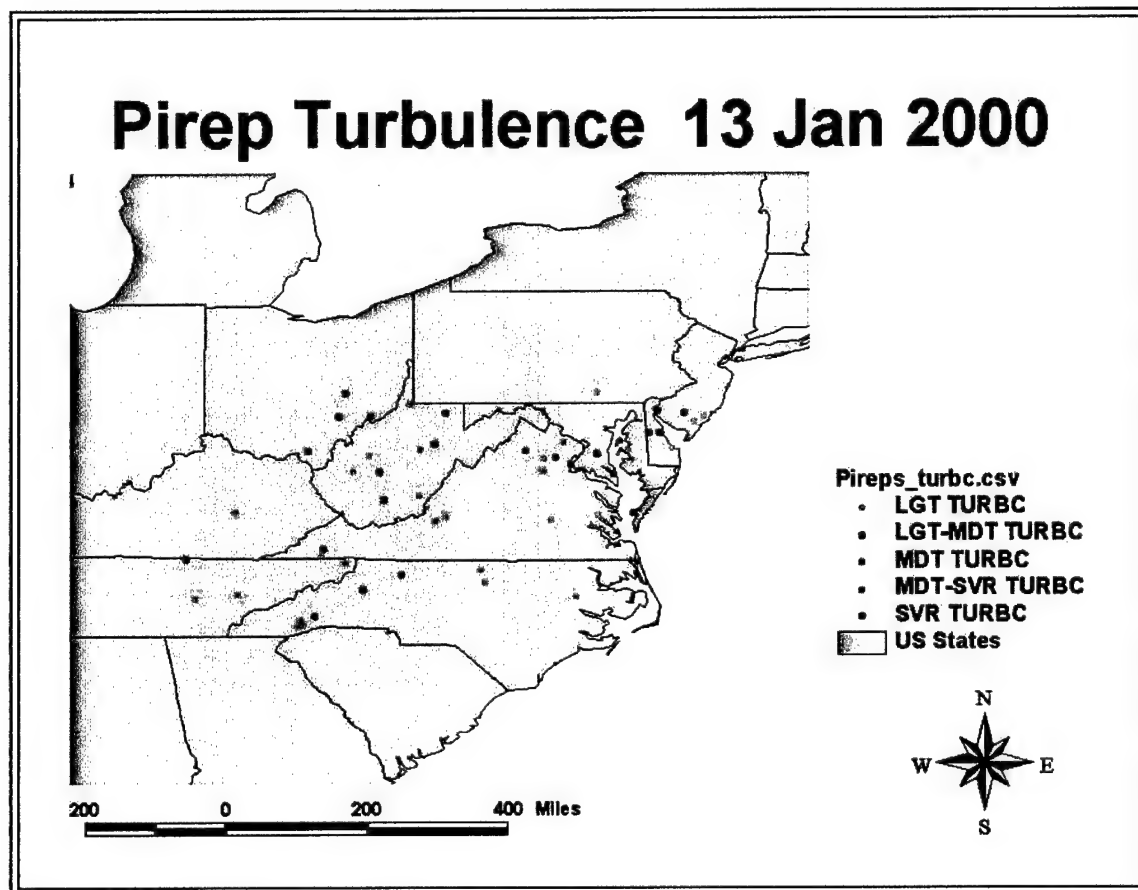 Pirep Turbulence 13 Jan 2000
Pireps_turbc.csv
LGT TURBC
LGT-MDT TURBC
MDT TURBC
MDT-SVR TURBC
SVR TURBC
US States
N
W E
S
200 0 200 400 Miles